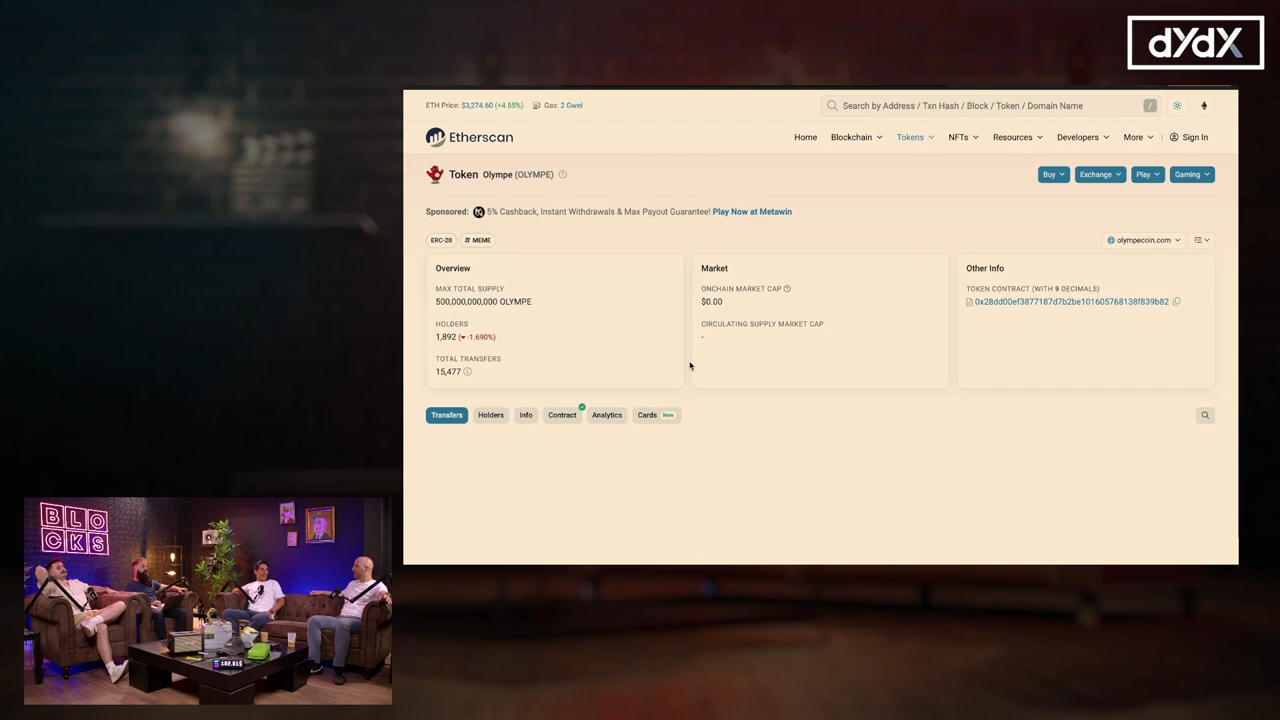 dYdX
ETH Price: $3,274.60 (+4.85%) Gas: 2 Gwei
Search by Address / Txn Hash / Block / Token / Domain Name /
Etherscan
Home Blockchain Tokens NFTs Resources Developers More | Sign In
Token Olympe (OLYMPE)
Buy Exchange Play Gaming
Sponsored: 5% Cashback, Instant Withdrawals & Max Payout Guarantee! Play Now at Metawin
ERC-20 # MEME
olympecoin.com
Overview
MAX TOTAL SUPPLY
500,000,000,000 OLYMPE
HOLDERS
1,892 (-1.690%)
TOTAL TRANSFERS
15,477
Market
ONCHAIN MARKET CAP
$0.00
CIRCULATING SUPPLY MARKET CAP
-
Other Info
TOKEN CONTRACT (WITH 9 DECIMALS)
0x28dd00ef3877187d7b2be101605768138f839b82
Transfers Holders Info Contract Analytics Cards New
BLO
CKS
182.61$